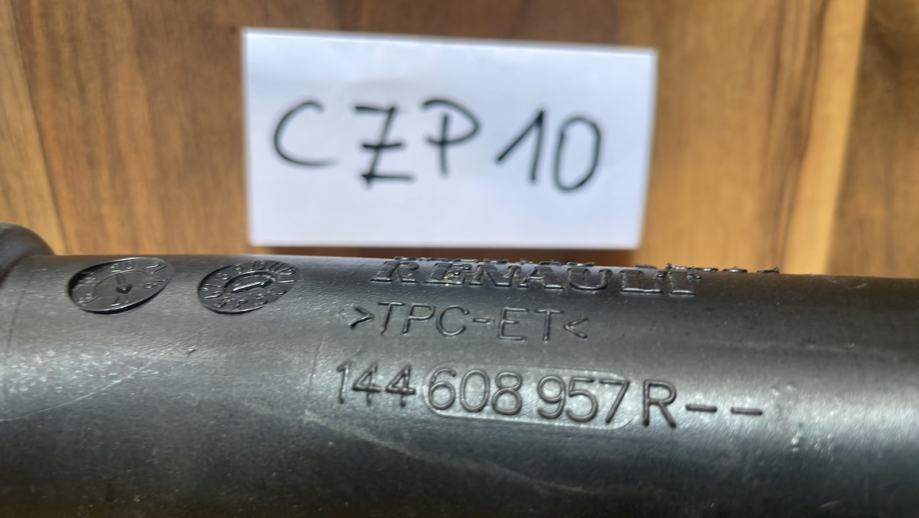 CZP10
RENAULT
>TPC-ET<
144608957R--